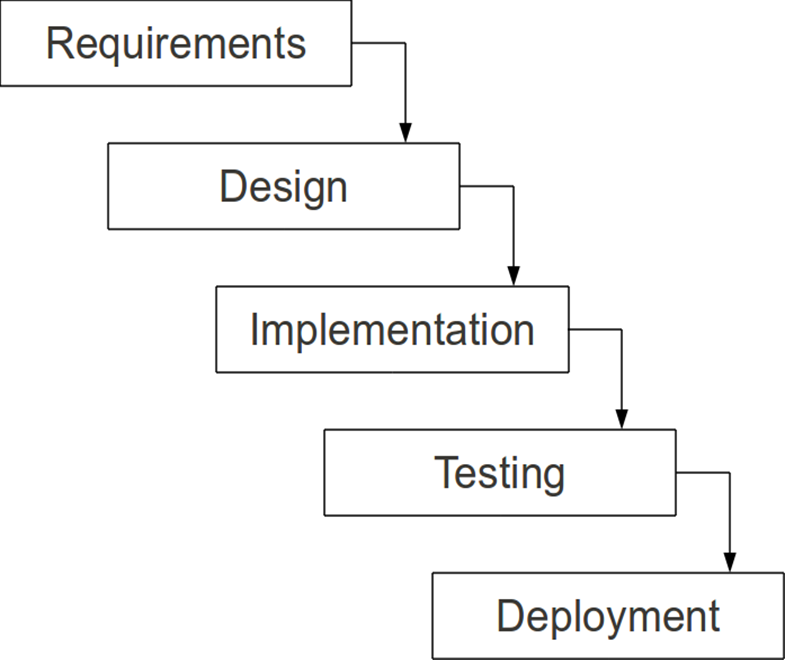 Requirements
Design
Implementation
Testing
Deployment